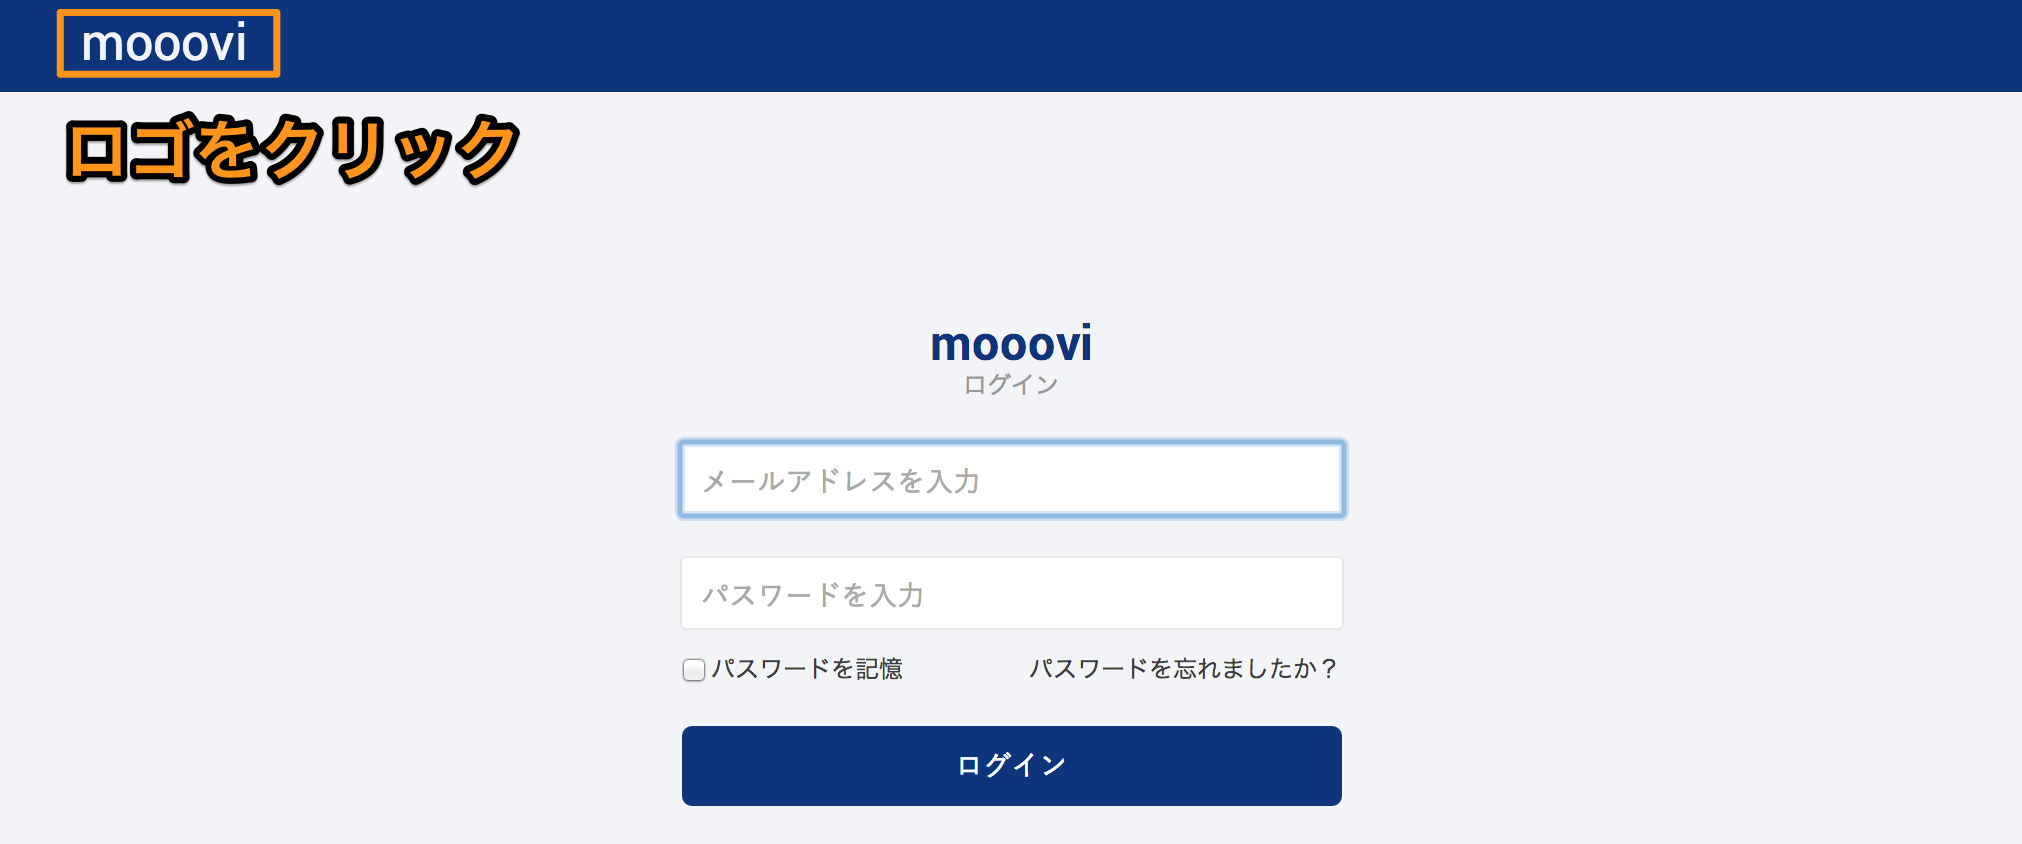 mooovi
ロゴをクリック
mooovi
ログイン
メールアドレスを入力
パスワードを入力
パスワードを記憶 パスワードを忘れましたか？
ログイン